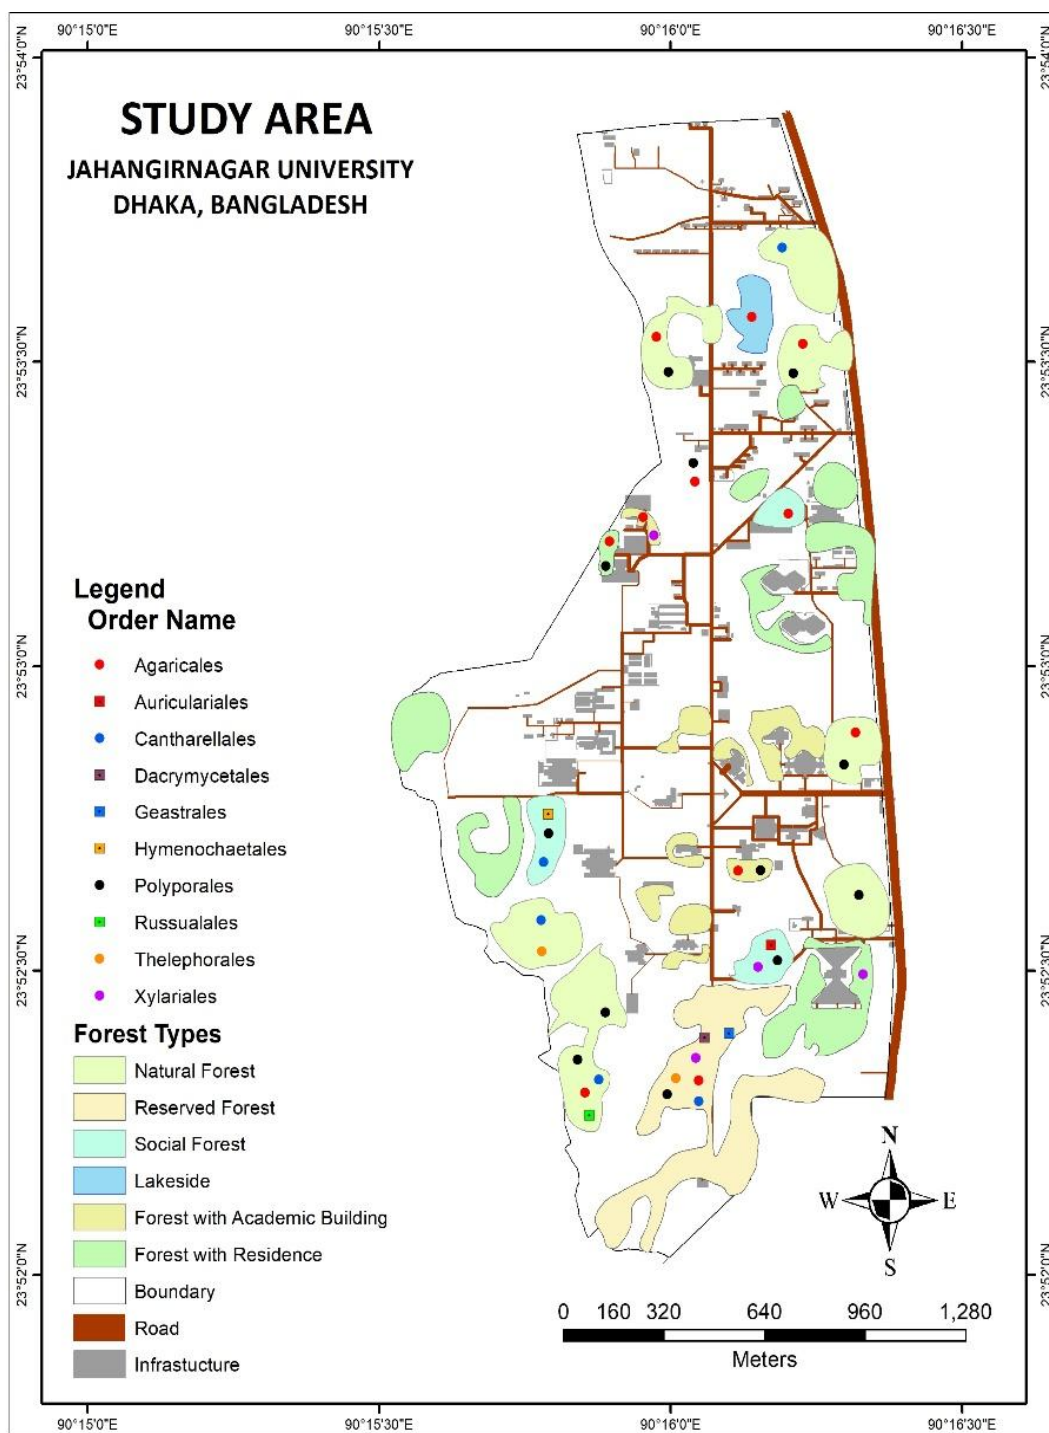 90°15'0"E 90°15'30"E 90°16'0"E 90°16'30"E
23°54'0"N 23°54'0"N
STUDY AREA
JAHANGIRNAGAR UNIVERSITY
DHAKA, BANGLADESH
23°53'30"N 23°53'30"N
23°53'0"N 23°53'0"N
23°52'30"N 23°52'30"N
23°52'0"N 23°52'0"N
Legend
Order Name
Agaricales
Auriculariales
Cantharellales
Dacrymycetales
Geastrales
Hymenochaetales
Polyporales
Russualales
Thelephorales
Xylariales
Forest Types
Natural Forest
Reserved Forest
Social Forest
Lakeside
Forest with Academic Building
Forest with Residence
Boundary
Road
Infrastucture
N
W E
S
0 160 320 640 960 1,280
Meters
90°15'0"E 90°15'30"E 90°16'0"E 90°16'30"E